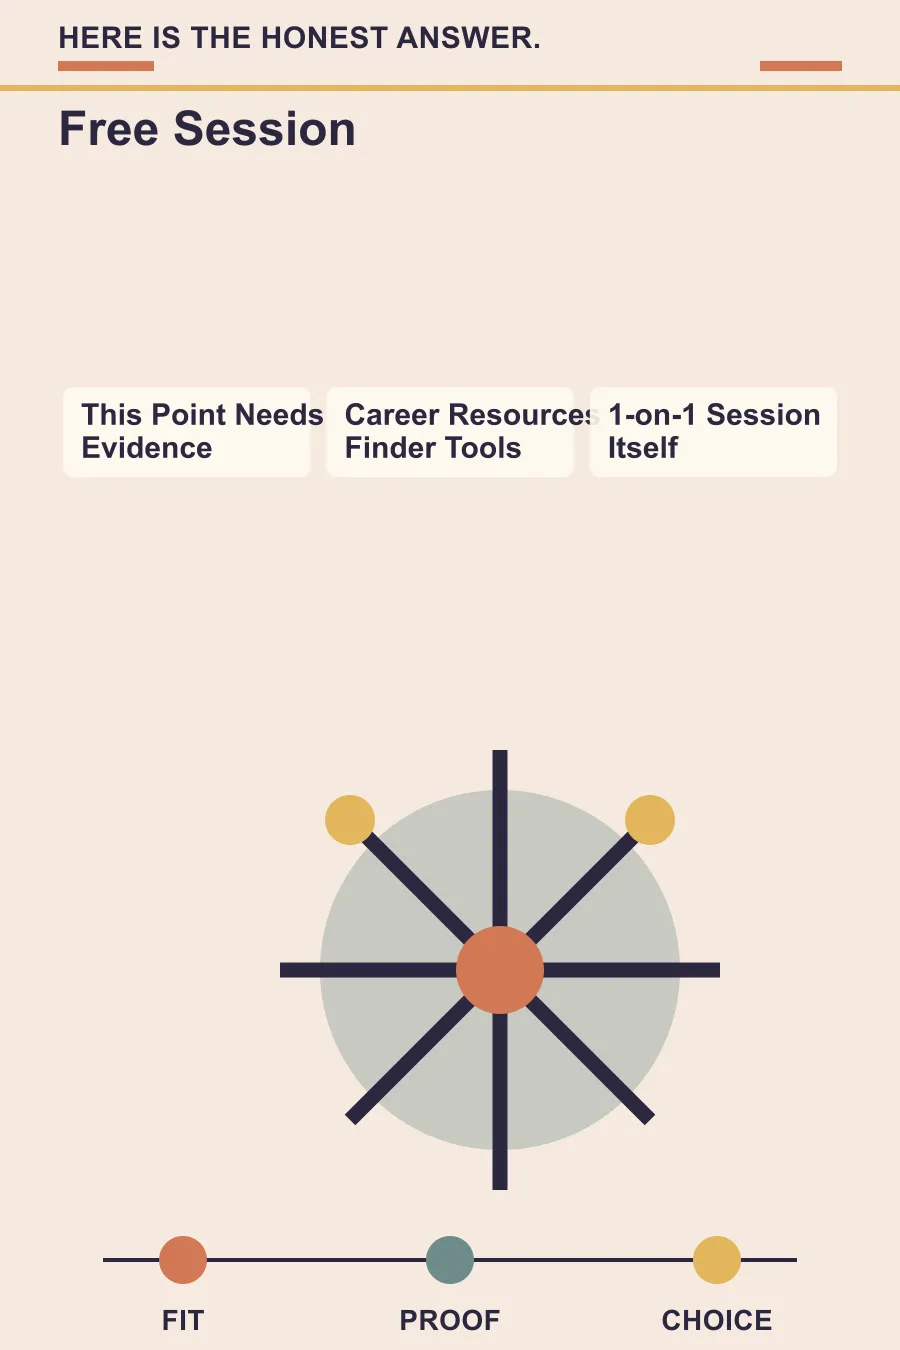 HERE IS THE HONEST ANSWER.
Free Session
This Point Needs
Evidence
Career Resources
Finder Tools
1-on-1 Session
Itself
FIT
PROOF
CHOICE